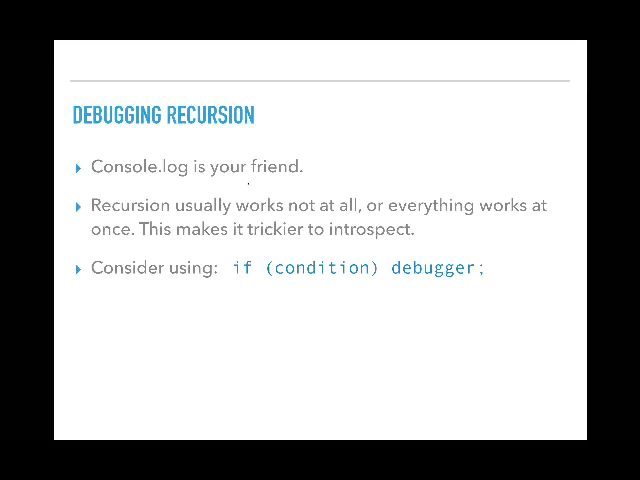 DEBUGGING RECURSION
Console.log is your friend.
Recursion usually works not at all, or everything works at
once. This makes it trickier to introspect.
Consider using: if (condition) debugger;